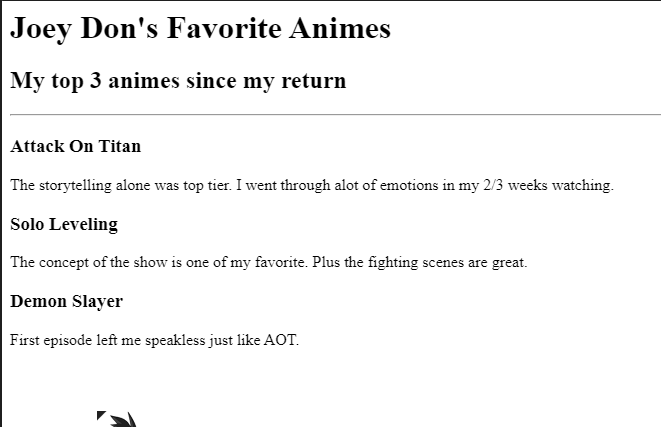 Joey Don's Favorite Animes
My top 3 animes since my return
Attack On Titan
The storytelling alone was top tier. I went through alot of emotions in my 2/3 weeks watching.
Solo Leveling
The concept of the show is one of my favorite. Plus the fighting scenes are great.
Demon Slayer
First episode left me speakless just like AOT.